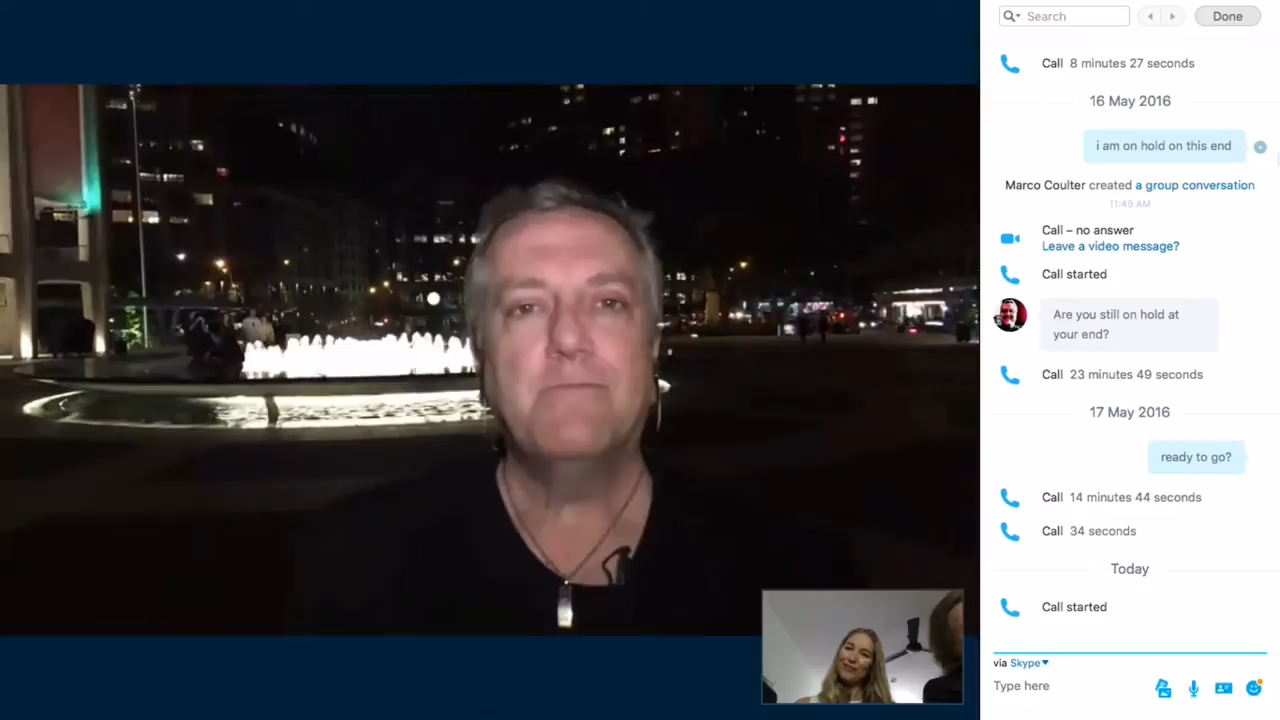 Search
Done
Call 8 minutes 27 seconds
16 May 2016
i am on hold on this end
Marco Coulter created a group conversation
11:49 AM
Call – no answer
Leave a video message?
Call started
Are you still on hold at
your end?
Call 23 minutes 49 seconds
17 May 2016
ready to go?
Call 14 minutes 44 seconds
Call 34 seconds
Today
Call started
via Skype
Type here